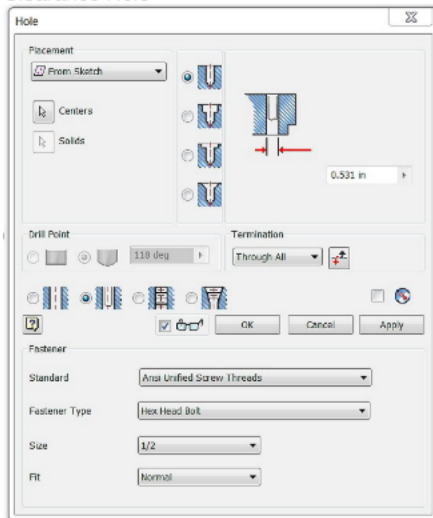 Hole
Placement
From Sketch
Centers
Solids
0.531 in
Drill Point
118 deg
Termination
Through All
OK
Cancel
Apply
Fastener
Standard
Ansi Unified Screw Threads
Fastener Type
Hex Head Bolt
Size
1/2
Fit
Normal